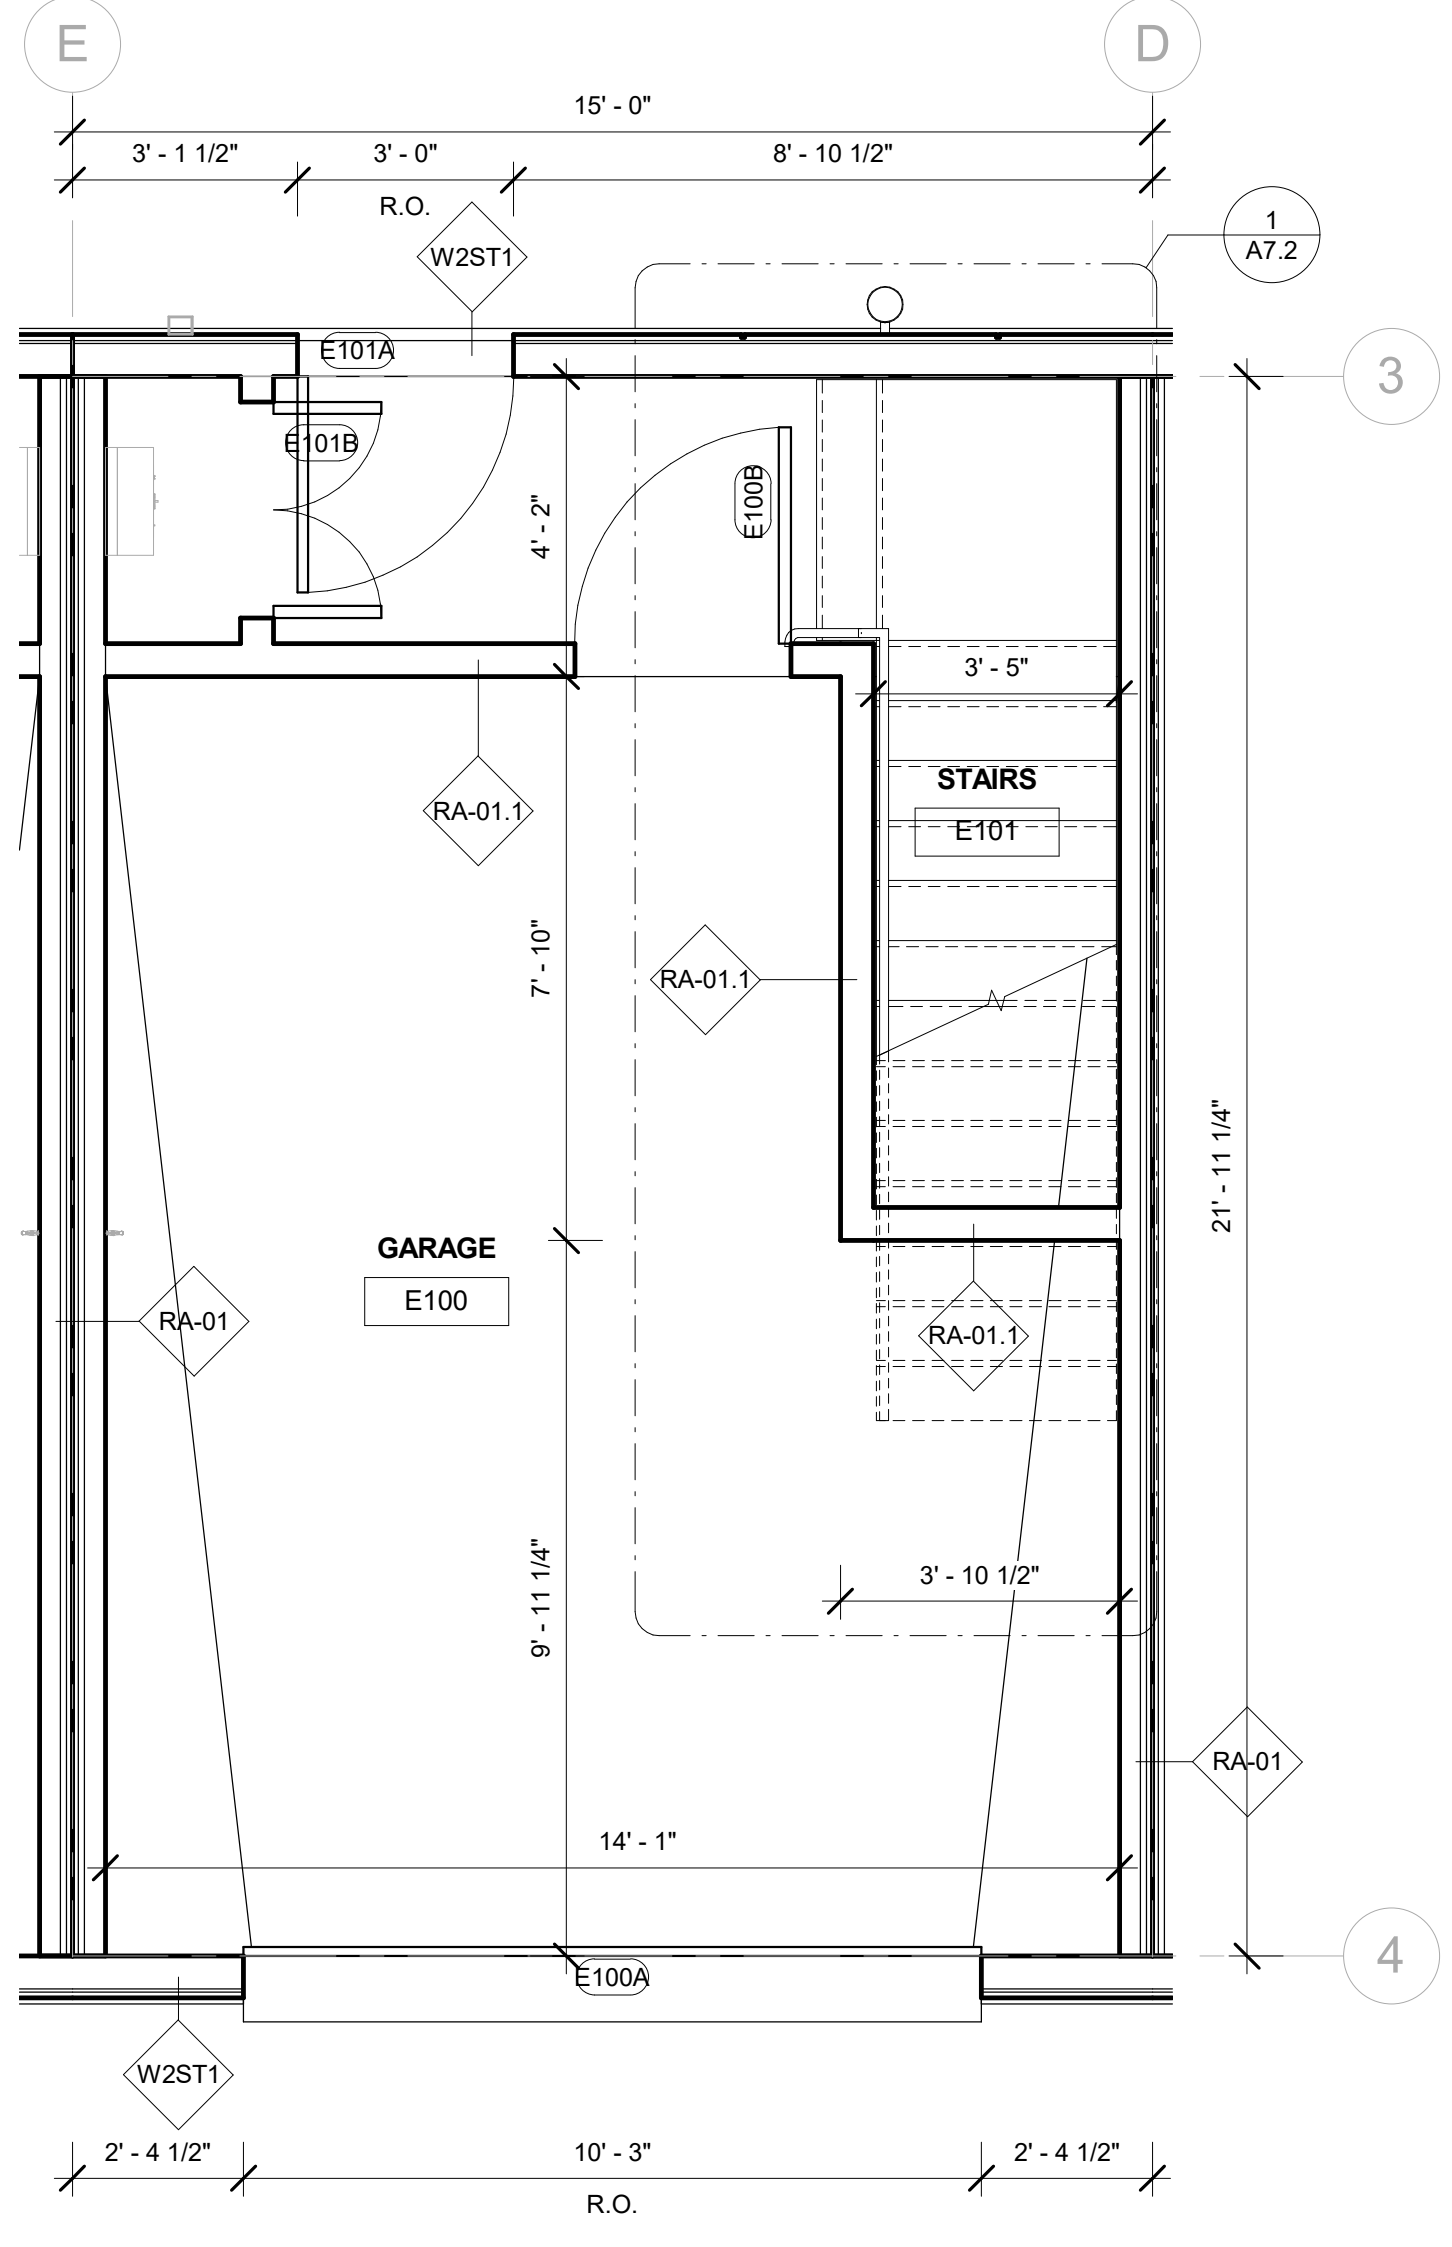 E
D
15' - 0"
3' - 1 1/2"
3' - 0"
8' - 10 1/2"
R.O.
1
A7.2
W2ST1
E101A
3
E101B
E100B
4' - 2"
3' - 5"
STAIRS
E101
RA-01.1
7' - 10"
RA-01.1
21' - 11 1/4"
GARAGE
E100
RA-01
RA-01.1
3' - 10 1/2"
9' - 11 1/4"
RA-01
14' - 1"
4
E100A
W2ST1
2' - 4 1/2"
10' - 3"
2' - 4 1/2"
R.O.